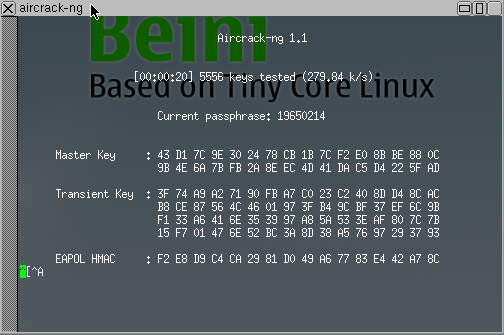 aircrack-ng
Beini
Aircrack-ng 1.1
[00:00:20] 5556 keys tested (279.84 k/s)
Based on Tiny Core Linux
Current passphrase: 19650214
Master Key : 43 D1 7C 9E 30 24 78 CB 1B 7C F2 E0 8B BE 88 0C
9B 4E 6A 7B FB 2A 8E EC 4D 41 DA C5 D4 22 5F AD
Transient Key : 3F 74 A9 A2 71 90 FB A7 C0 23 C2 40 8D D4 8C AC
B8 CE 87 56 4C 46 01 97 3F B4 9C BF 37 EF 6C 9B
F1 33 A6 41 6E 35 39 97 A8 5A 53 3E AF 80 7C 7B
15 F7 01 47 6E 52 BC 3A 8D 38 A5 76 97 29 37 93
EAPOL HMAC : F2 E8 D9 C4 CA 29 81 D0 49 A6 77 83 E4 42 A7 8C
^[^A